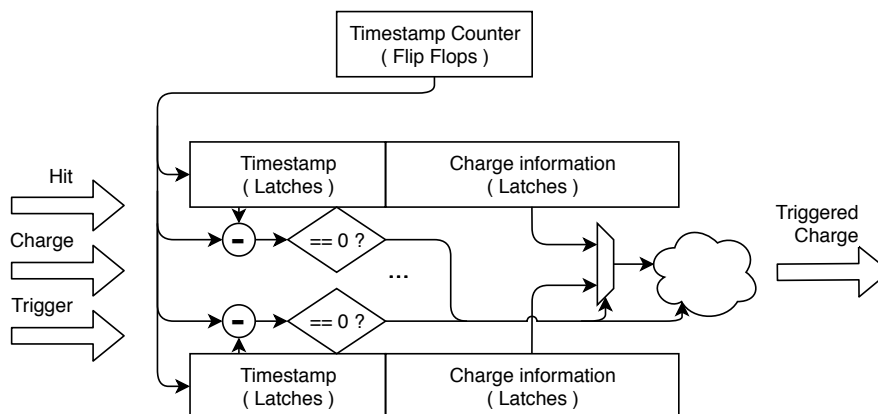 Timestamp Counter
( Flip Flops )
Timestamp
( Latches )
Charge information
( Latches )
Hit
Charge
Trigger
-
== 0 ?
...
-
== 0 ?
Triggered
Charge
Timestamp
( Latches )
Charge information
( Latches )